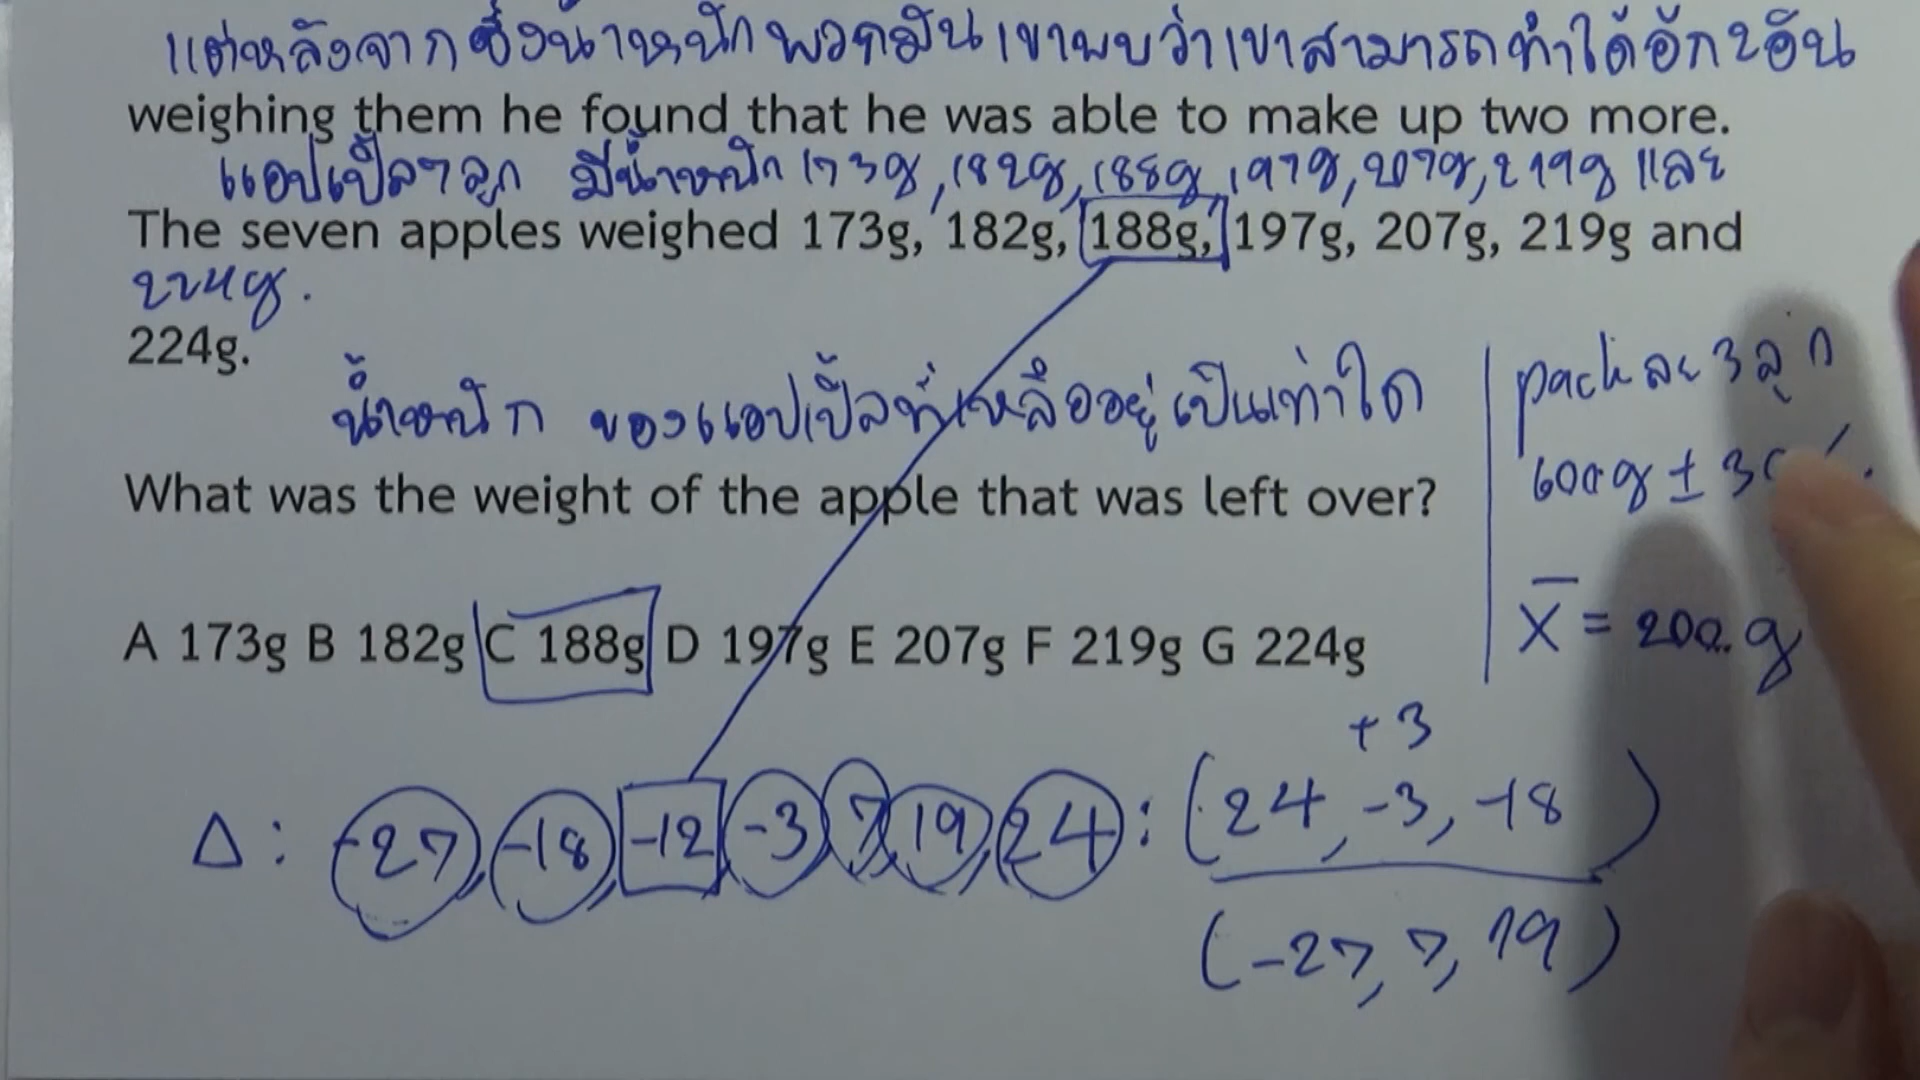 แต่หลังจาก ชั่งน้ำหนัก พวกมัน เขาพบว่าเขาสามารถทำได้อีก ๒ อัน
weighing them he found that he was able to make up two more.
แอปเปิ้ล ๗ ลูก มีน้ำหนัก 173g, 182g, 188g, 197g, 207g, 219g และ
The seven apples weighed 173g, 182g, 188g, 197g, 207g, 219g and
224g.
224g.
น้ำหนัก ของแอปเปิ้ลที่เหลืออยู่เป็นเท่าใด
What was the weight of the apple that was left over?
pack ละ 3 ลูก
600g ±
X̄ = 200 g
A 173g B 182g C 188g D 197g E 207g F 219g G 224g
+3
Δ : -27, -18, -12, -3, 7, 19, 24 : (24, -3, -18)
(-27, 7, 19)